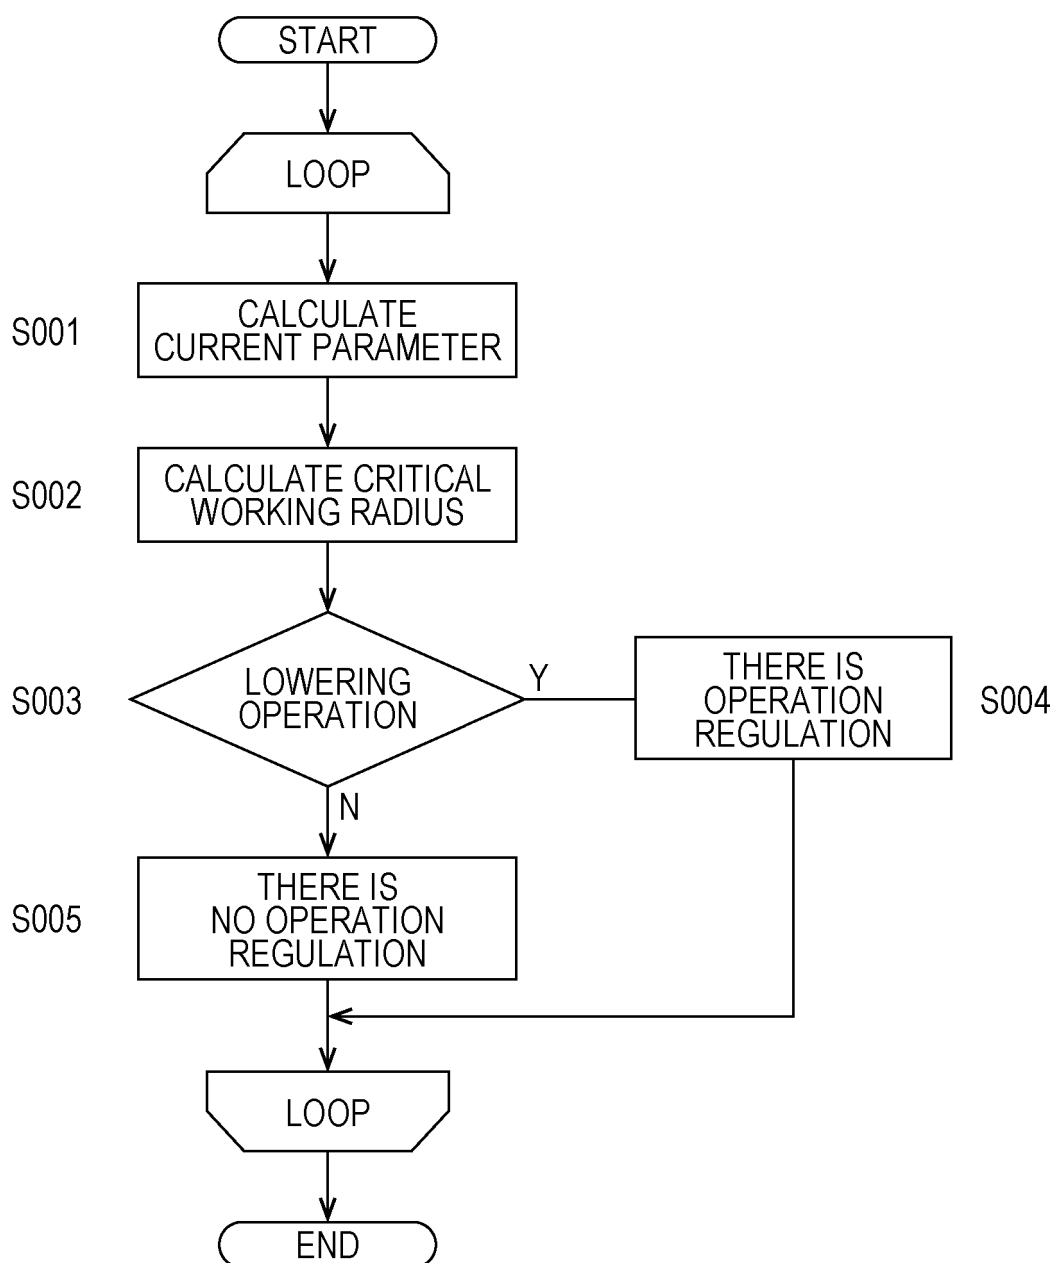 START
LOOP
S001
CALCULATE
CURRENT PARAMETER
S002
CALCULATE CRITICAL
WORKING RADIUS
S003
LOWERING
OPERATION
Y
THERE IS
OPERATION
REGULATION
S004
N
S005
THERE IS
NO OPERATION
REGULATION
LOOP
END